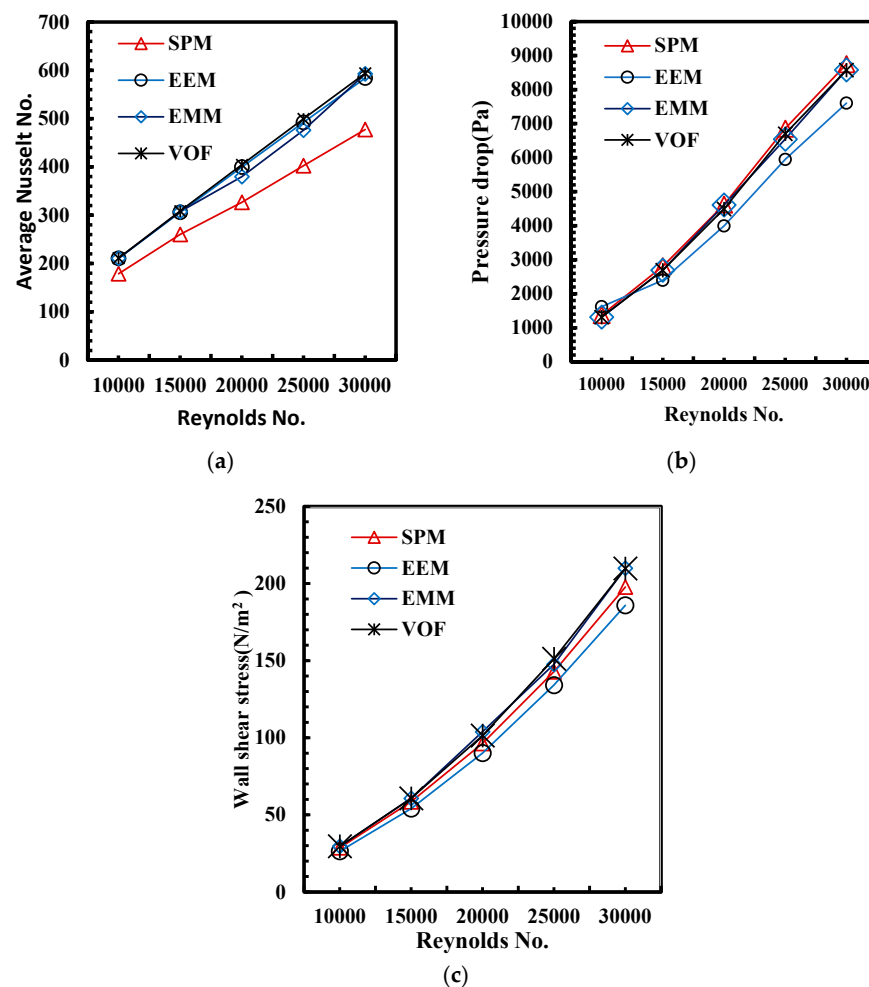 700
600
500
400
300
200
100
0
Average Nusselt No.
SPM
EEM
EMM
VOF
10000 15000 20000 25000 30000
Reynolds No.
(a)
10000
9000
8000
7000
6000
5000
4000
3000
2000
1000
0
Pressure drop(Pa)
SPM
EEM
EMM
VOF
10000 15000 20000 25000 30000
Reynolds No.
(b)
250
200
150
100
50
0
Wall shear stress(N/m²)
SPM
EEM
EMM
VOF
10000 15000 20000 25000 30000
Reynolds No.
(c)